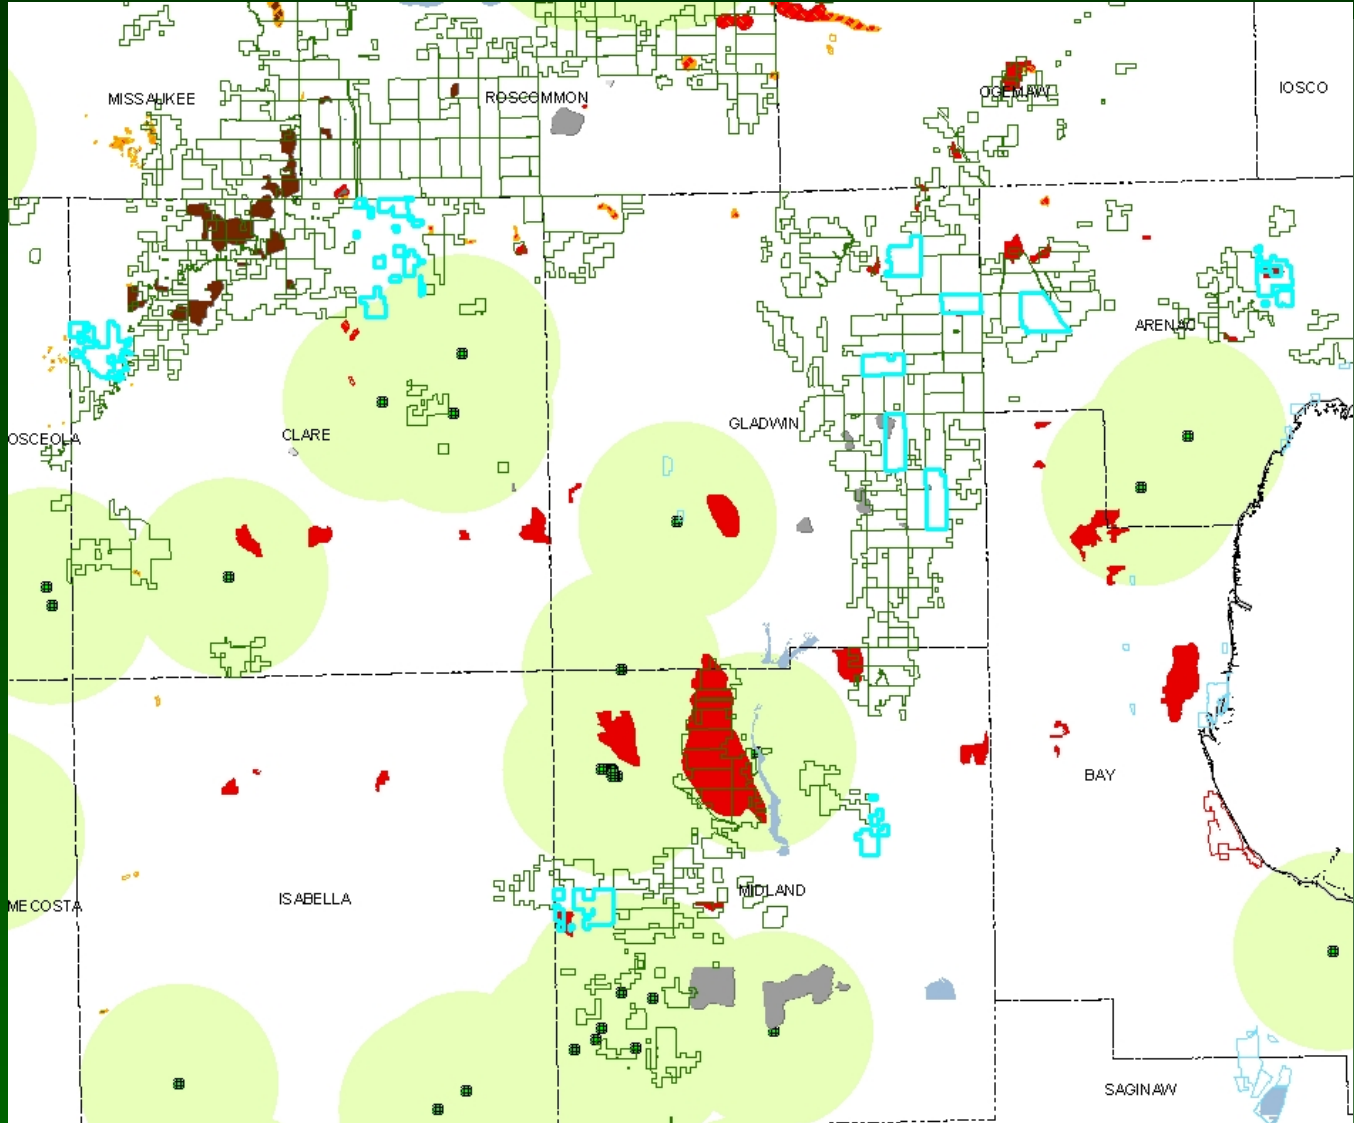 MISSAUKEE
ROSCOMMON
OGEMAW
IOSCO
ARENAC
OSCEOLA
CLARE
GLADWIN
BAY
MECOSTA
ISABELLA
MIDLAND
SAGINAW